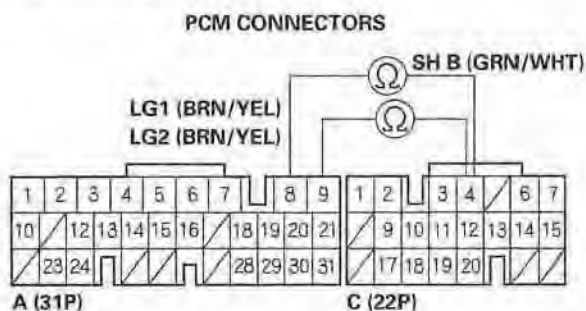 PCM CONNECTORS
SH B (GRN/WHT)
Ω
LG1 (BRN/YEL)
Ω
LG2 (BRN/YEL)
1 2 3 4 5 6 7 8 9
10 12 13 14 15 16 18 19 20 21
23 24 28 29 30 31
A (31P)
1 2 3 4 6 7
9 10 11 12 13 14 15
17 18 19 20
C (22P)